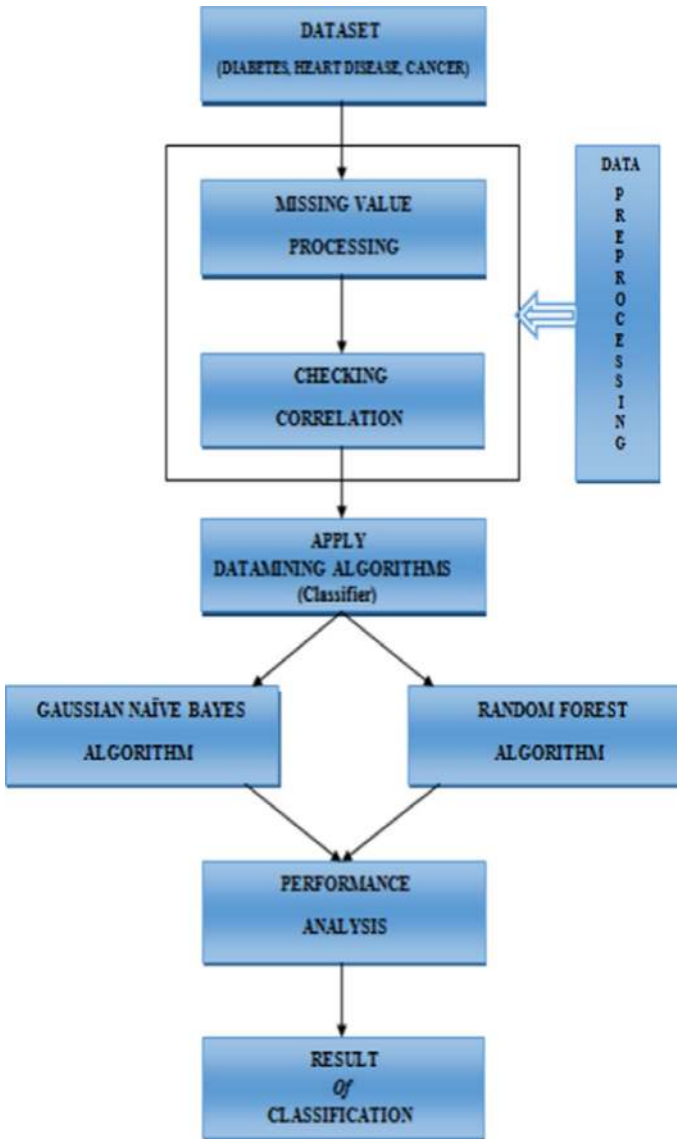 DATASET
(DIABETES, HEART DISEASE, CANCER)
MISSING VALUE
PROCESSING
CHECKING
CORRELATION
DATA
P
R
E
P
R
O
C
E
S
S
I
N
G
APPLY
DATAMINING ALGORITHMS
(Classifier)
GAUSSIAN NAÏVE BAYES
ALGORITHM
RANDOM FOREST
ALGORITHM
PERFORMANCE
ANALYSIS
RESULT
Of
CLASSIFICATION